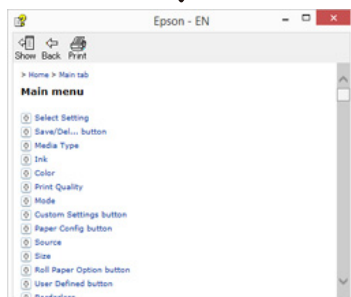 Epson - EN
Show Back Print
> Home > Main tab
Main menu
Select Setting
Save/Del... button
Media Type
Ink
Color
Print Quality
Mode
Custom Settings button
Paper Config button
Source
Size
Roll Paper Option button
User Defined button
Borderless